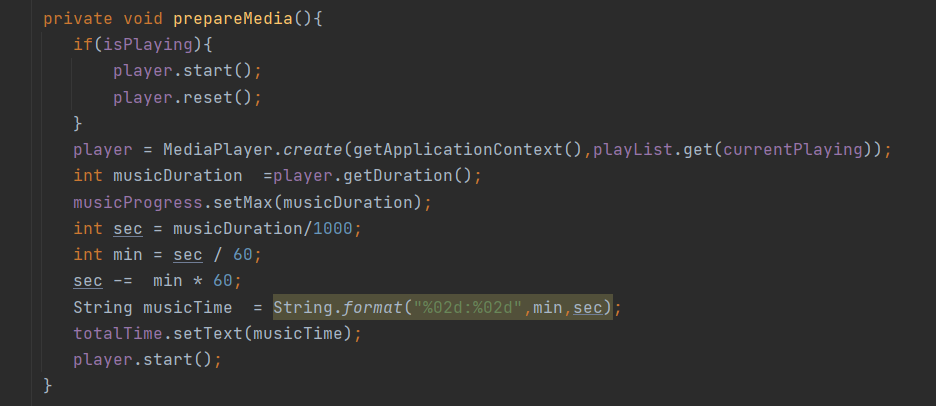 private void prepareMedia(){
if(isPlaying){
player.start();
player.reset();
}
player = MediaPlayer.create(getApplicationContext(),playList.get(currentPlaying));
int musicDuration  =player.getDuration();
musicProgress.setMax(musicDuration);
int sec = musicDuration/1000;
int min = sec / 60;
sec -=  min * 60;
String musicTime  = String.format("%02d:%02d",min,sec);
totalTime.setText(musicTime);
player.start();
}